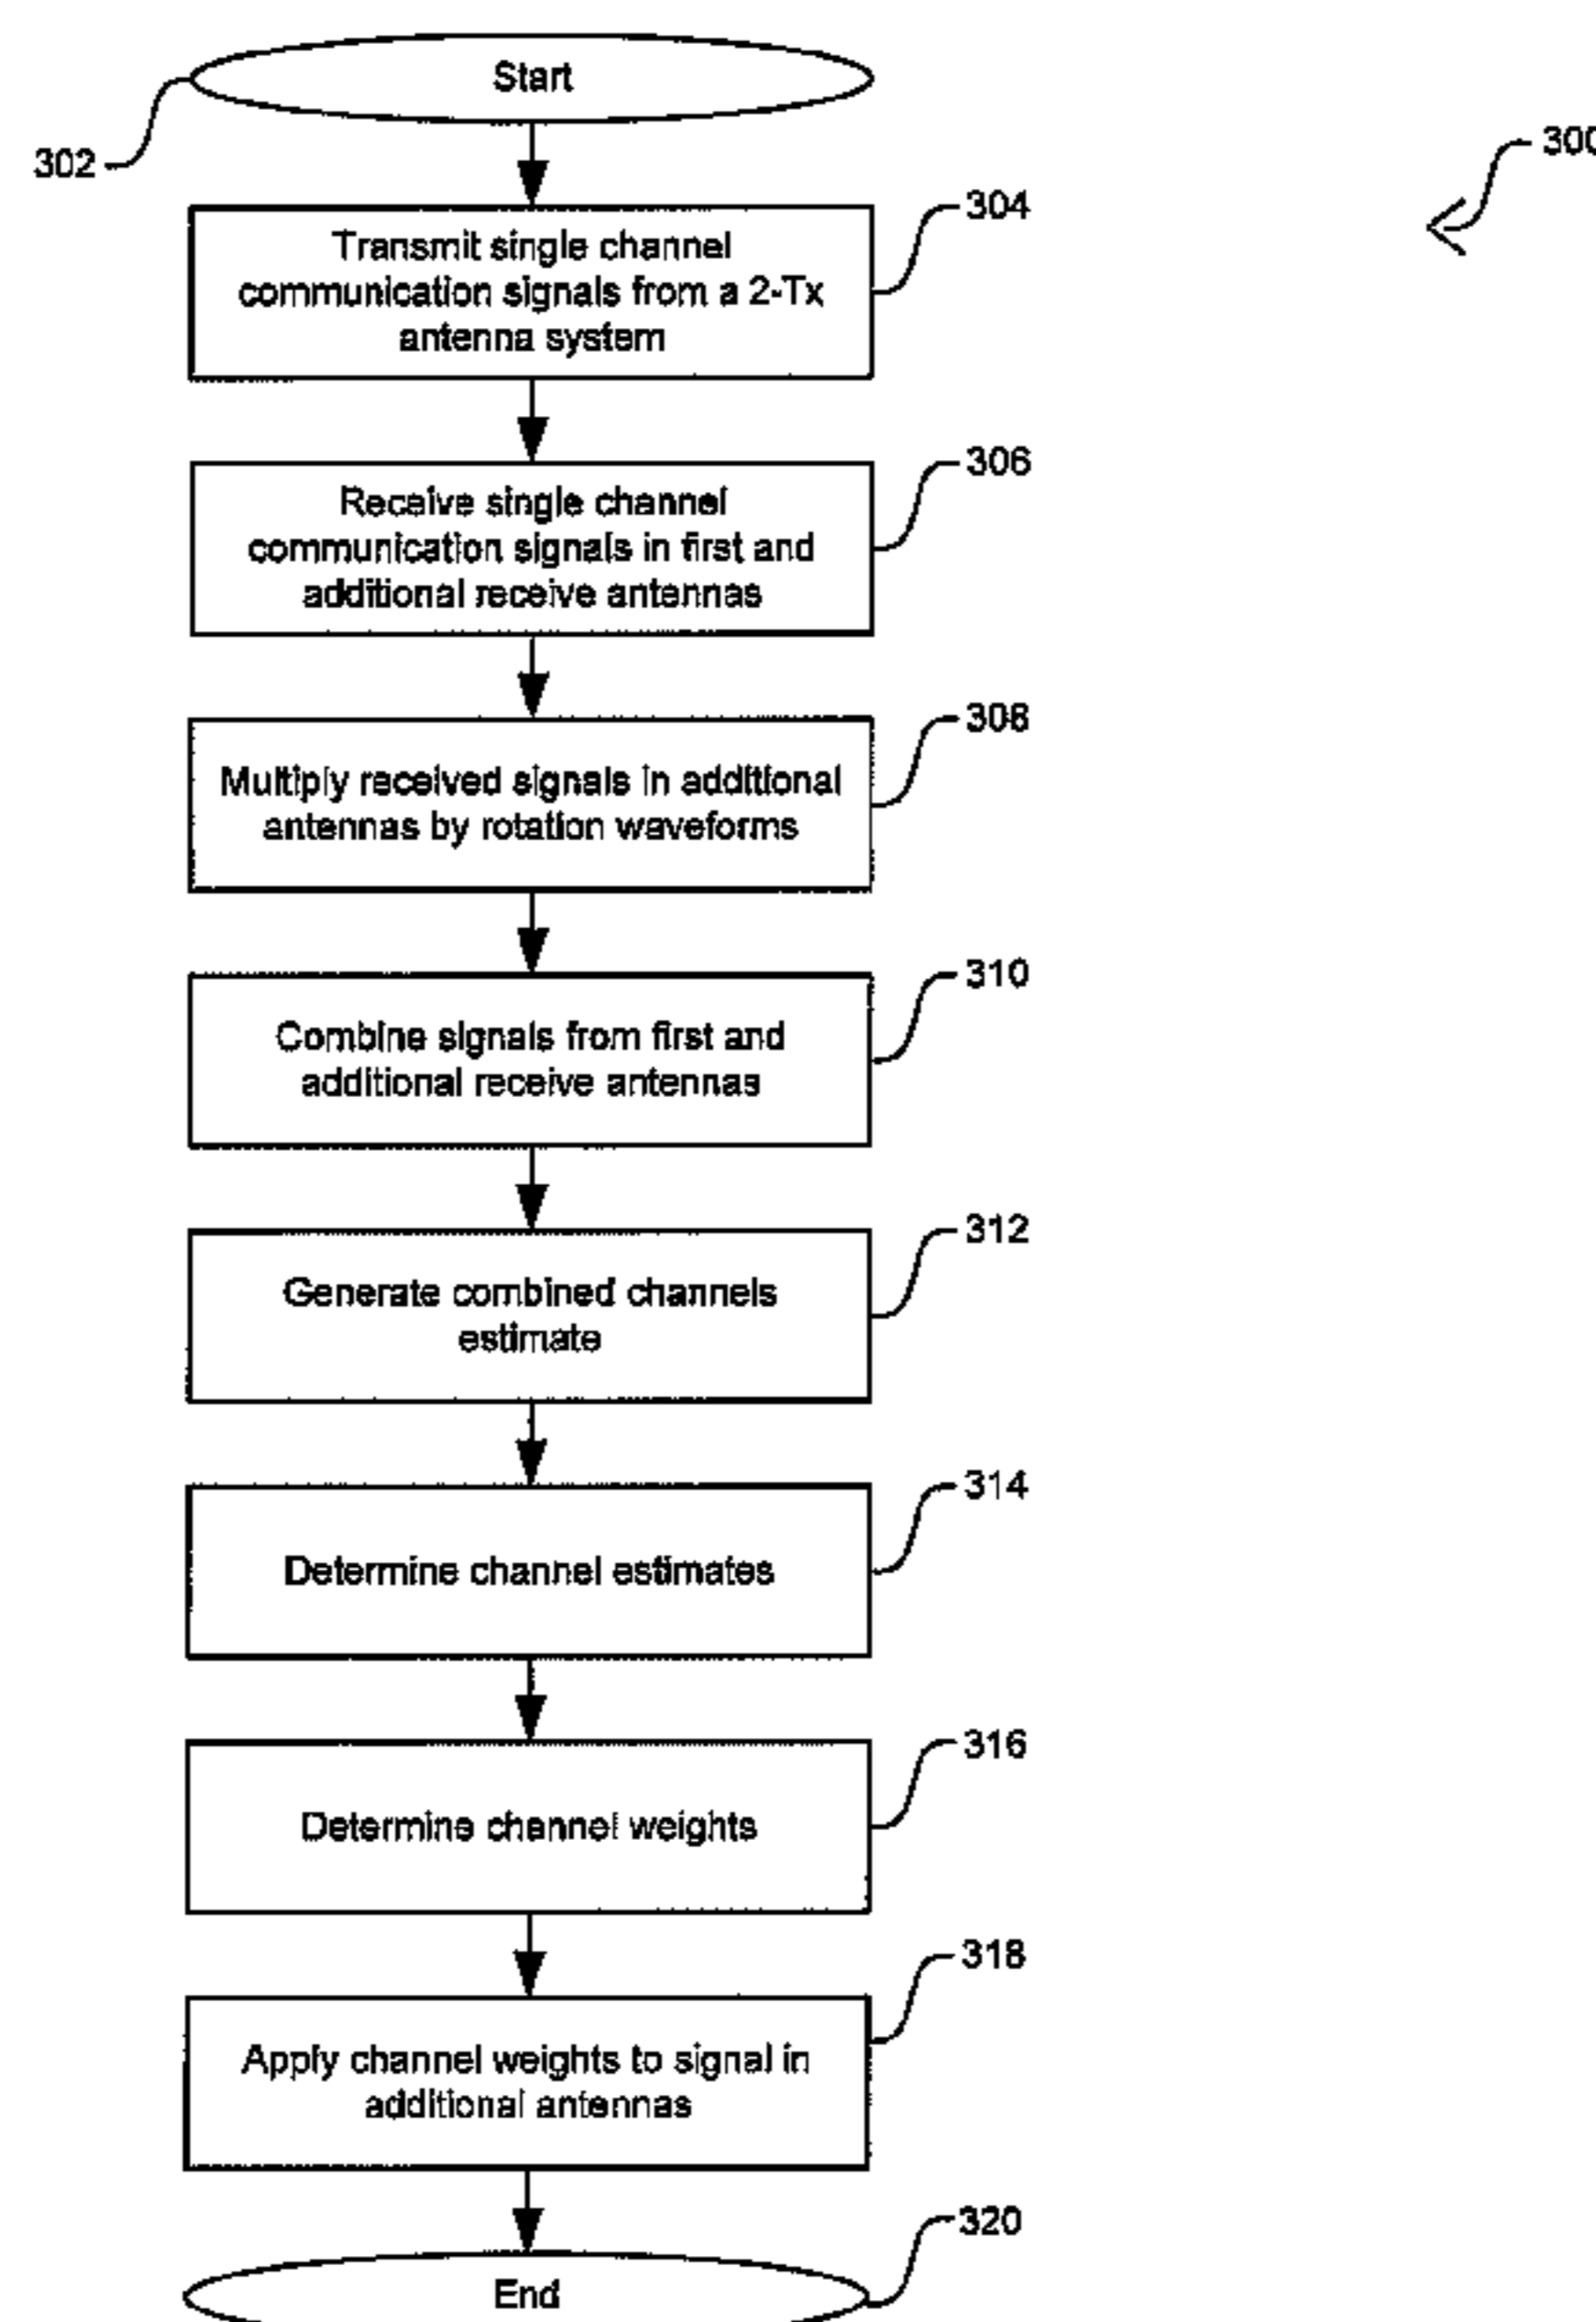 Start
302
300
304
Transmit single channel
communication signals from a 2-Tx
antenna system
306
Receive single channel
communication signals in first and
additional receive antennas
308
Multiply received signals in additional
antennas by rotation waveforms
310
Combine signals from first and
additional receive antennas
312
Generate combined channels
estimate
314
Determine channel estimates
316
Determine channel weights
318
Apply channel weights to signal in
additional antennas
320
End